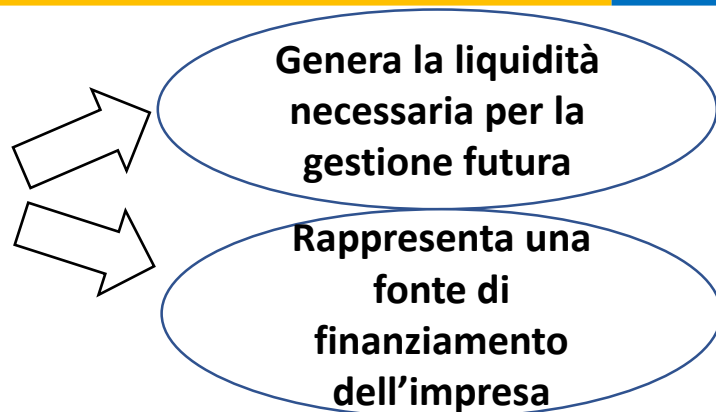 Genera la liquidità
necessaria per la
gestione futura
Rappresenta una
fonte di
finanziamento
dell’impresa